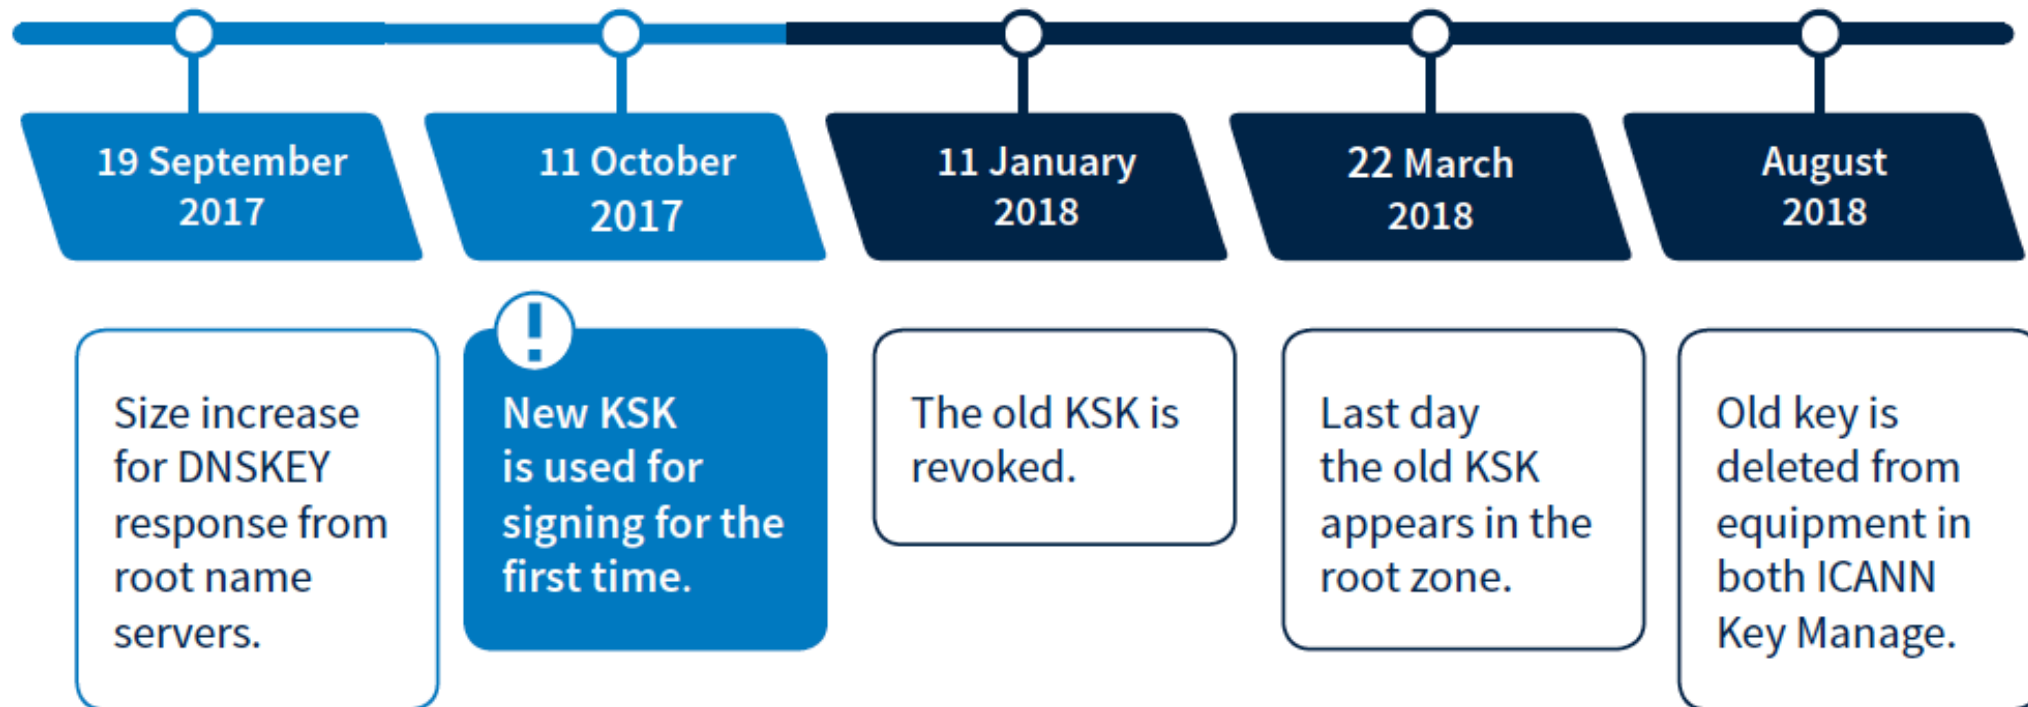 19 September
2017
11 October
2017
11 January
2018
22 March
2018
August
2018
Size increase
for DNSKEY
response from
root name
servers.
!
New KSK
is used for
signing for the
first time.
The old KSK is
revoked.
Last day
the old KSK
appears in the
root zone.
Old key is
deleted from
equipment in
both ICANN
Key Manage.